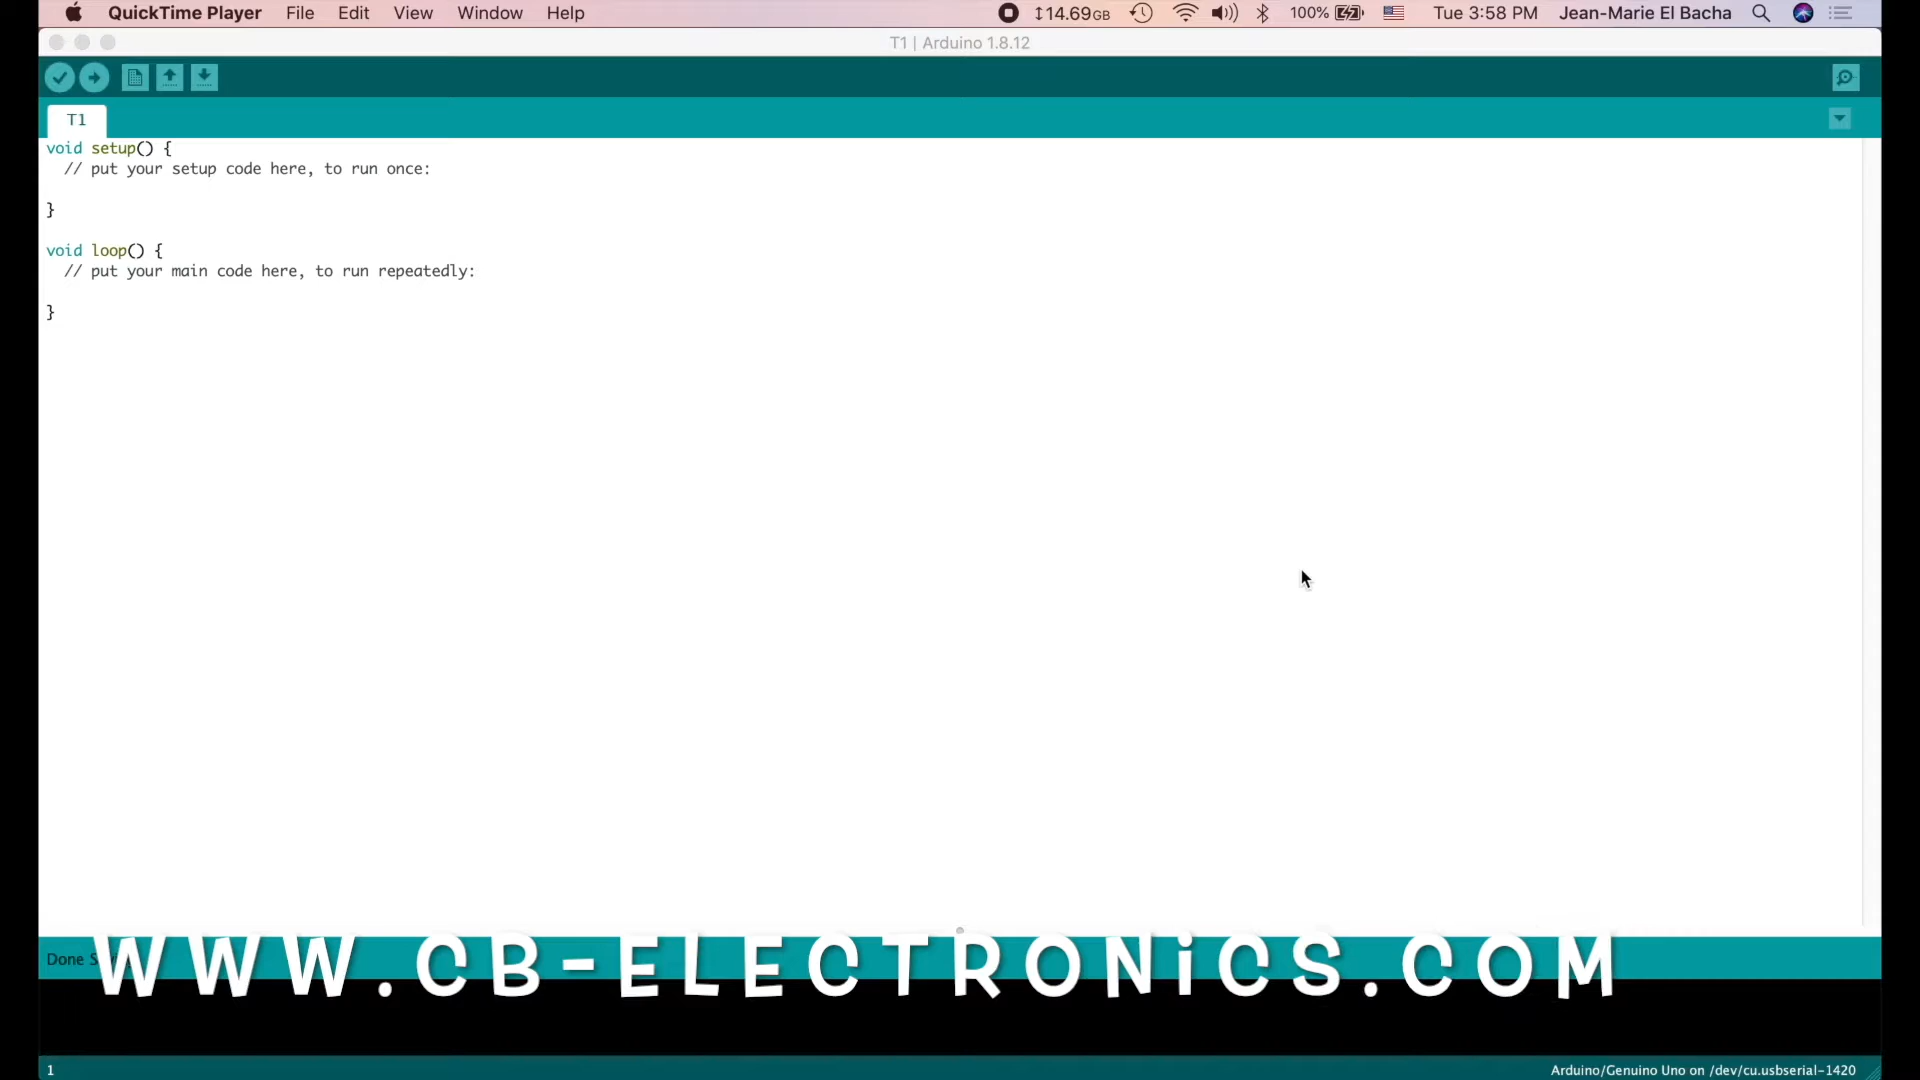 QuickTime Player File Edit View Window Help 14.69GB 100% Tue 3:58 PM Jean-Marie El Bacha
T1 | Arduino 1.8.12
T1
void setup() {
// put your setup code here, to run once:
}
void loop() {
// put your main code here, to run repeatedly:
}
Done
WWW.CB-ELECTRONiCS.COM
1 Arduino/Genuino Uno on /dev/cu.usbserial-1420